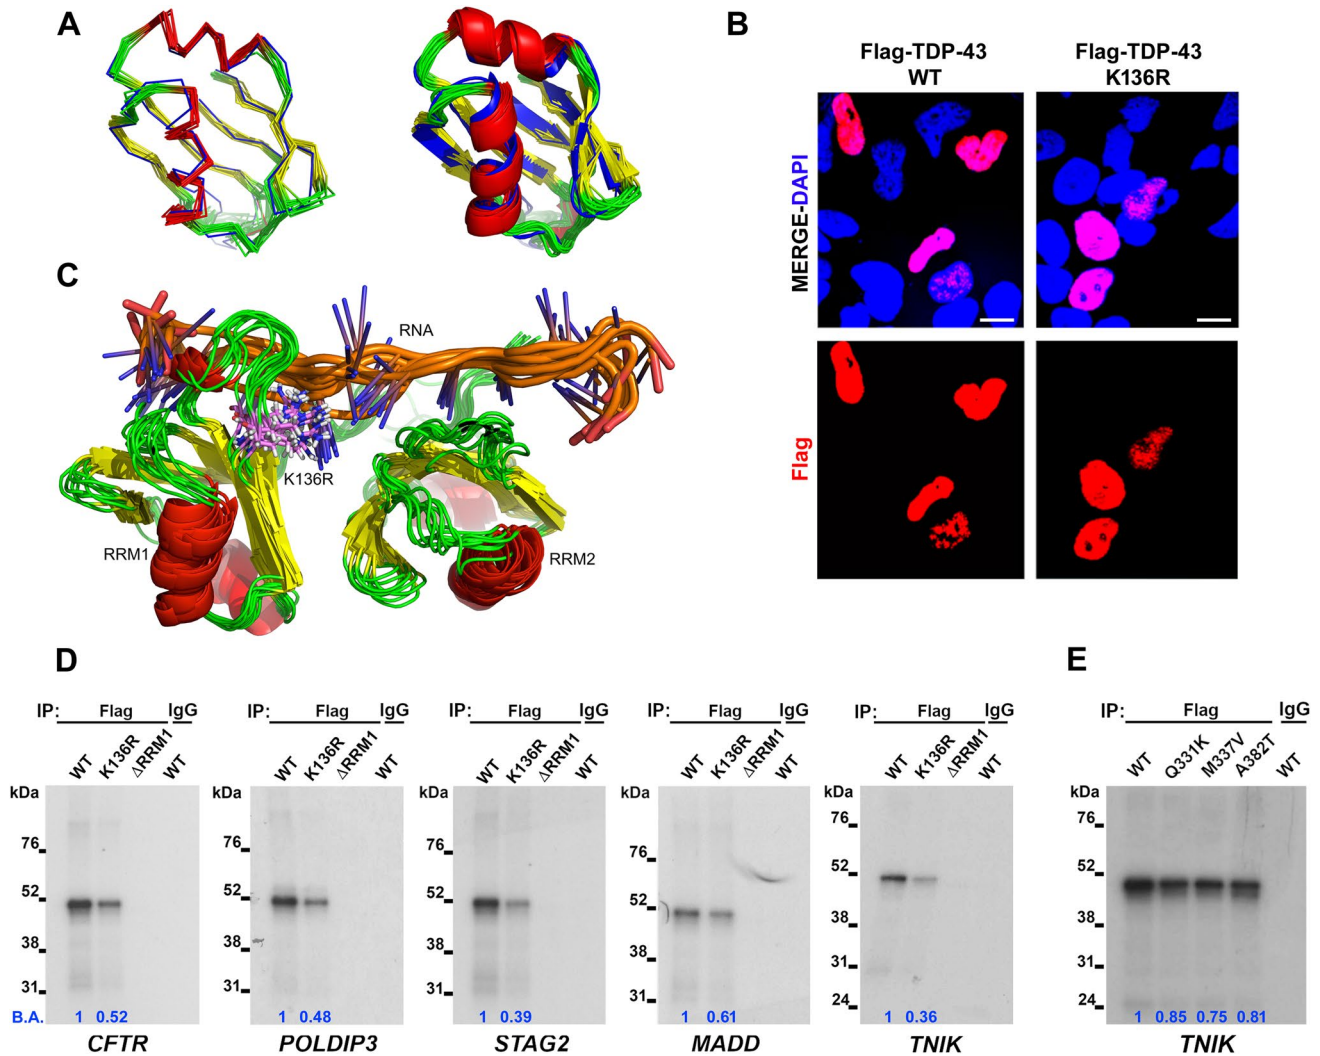 A
B
Flag-TDP-43
WT
Flag-TDP-43
K136R
MERGE-DAPI
Flag
C
RNA
K136R
RRM1
RRM2
D
IP: Flag IgG
WT K136R ΔRRM1 WT
kDa
76
52
38
31
B.A. 1 0.52
CFTR
IP: Flag IgG
WT K136R ΔRRM1 WT
kDa
76
52
38
31
1 0.48
POLDIP3
IP: Flag IgG
WT K136R ΔRRM1 WT
kDa
76
52
38
31
1 0.39
STAG2
IP: Flag IgG
WT K136R ΔRRM1 WT
kDa
76
52
38
31
1 0.61
MADD
IP: Flag IgG
WT K136R ΔRRM1 WT
kDa
76
52
38
31
24
1 0.36
TNIK
E
IP: Flag IgG
WT Q331K M337V A382T WT
kDa
76
52
38
31
24
1 0.85 0.75 0.81
TNIK